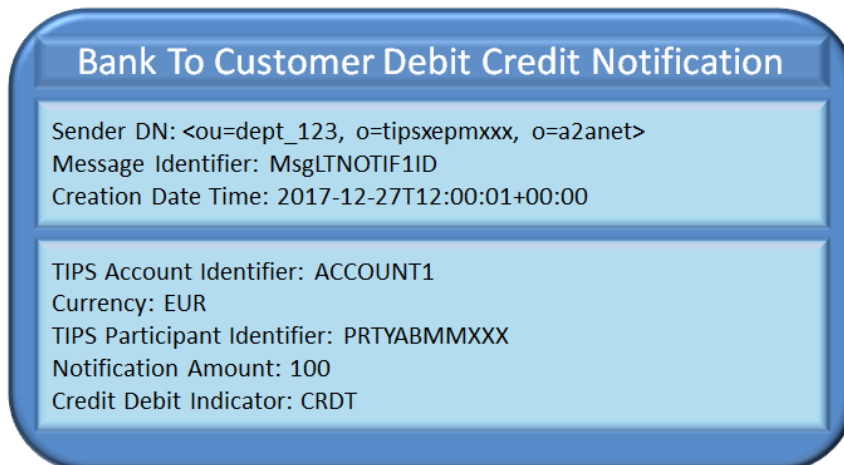 Bank To Customer Debit Credit Notification
Sender DN: <ou=dept_123, o=tipsxepmxxx, o=a2anet>
Message Identifier: MsgLTNOTIF1ID
Creation Date Time: 2017-12-27T12:00:01+00:00
TIPS Account Identifier: ACCOUNT1
Currency: EUR
TIPS Participant Identifier: PRTYABMMXXX
Notification Amount: 100
Credit Debit Indicator: CRDT